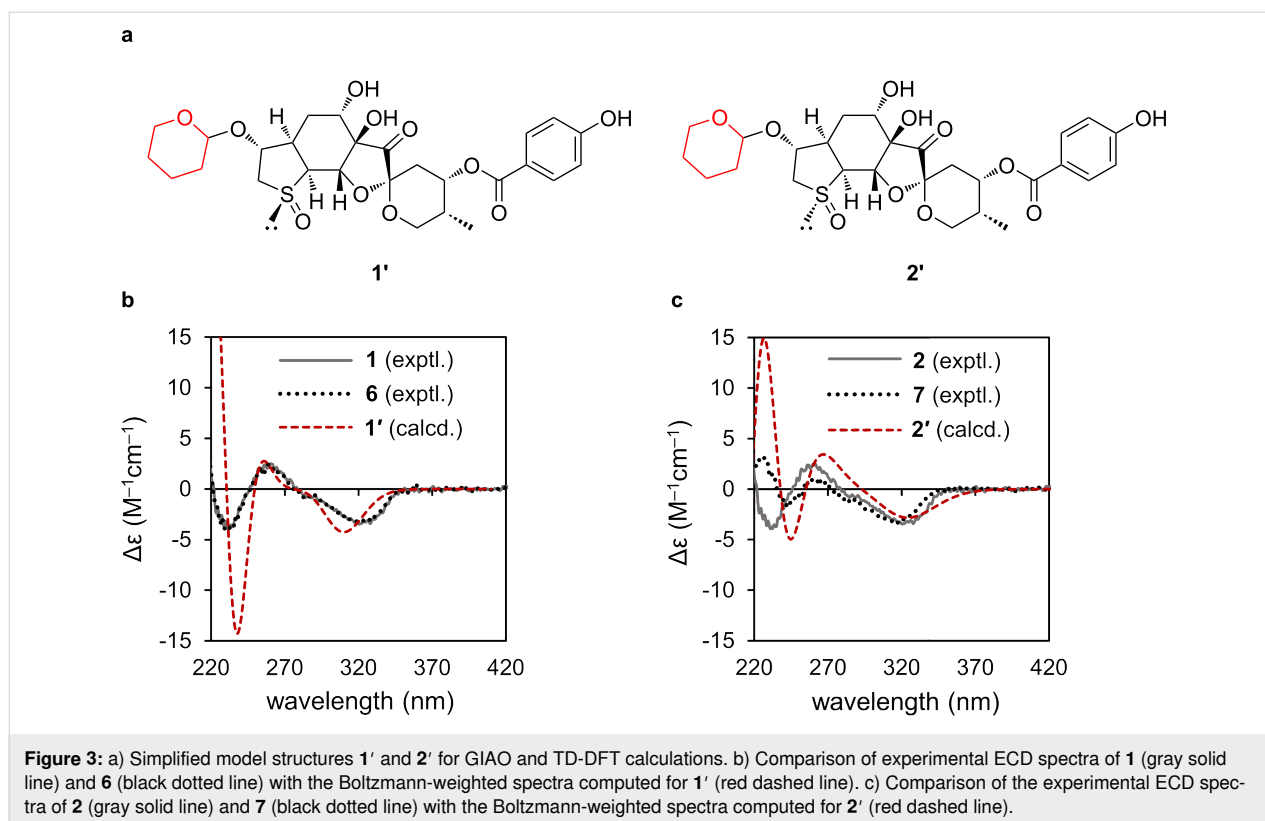 a
OH
H
OH
O
O
O
OH
O
O
S
H
H
O
O
O
O
1′
OH
H
OH
O
O
O
OH
O
O
S
H
H
O
O
O
O
2′
b
15
10
5
0
-5
-10
-15
Δε (M⁻¹cm⁻¹)
1 (exptl.)
6 (exptl.)
1′ (calcd.)
220 270 320 370 420
wavelength (nm)
c
15
10
5
0
-5
-10
-15
Δε (M⁻¹cm⁻¹)
2 (exptl.)
7 (exptl.)
2′ (calcd.)
220 270 320 370 420
wavelength (nm)
Figure 3: a) Simplified model structures 1′ and 2′ for GIAO and TD-DFT calculations. b) Comparison of experimental ECD spectra of 1 (gray solid
line) and 6 (black dotted line) with the Boltzmann-weighted spectra computed for 1′ (red dashed line). c) Comparison of the experimental ECD spec-
tra of 2 (gray solid line) and 7 (black dotted line) with the Boltzmann-weighted spectra computed for 2′ (red dashed line).